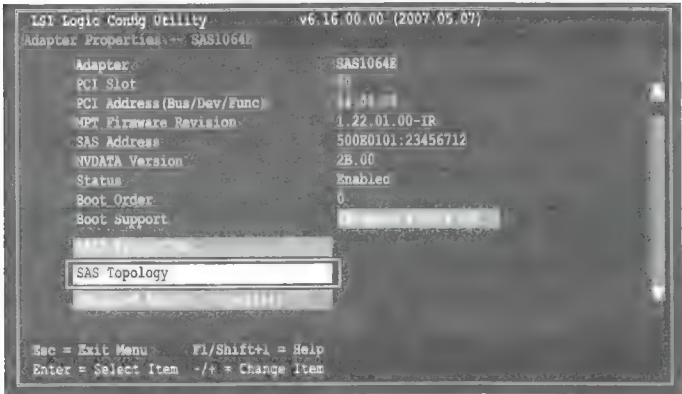 LSI Logic Config Utility v6.16.00.00 (2007.05.07)
Adapter Properties -- SAS1064E
Adapter SAS1064E
PCI Slot
PCI Address(Bus/Dev/Func)
MPT Firmware Revision 1.22.01.00-IR
SAS Address 500E0101:23456712
NVDATA Version 2B.00
Status Enabled
Boot Order 0
Boot Support
SAS Topology
Esc = Exit Menu F1/Shift+1 = Help
Enter = Select Item -/+ = Change Item